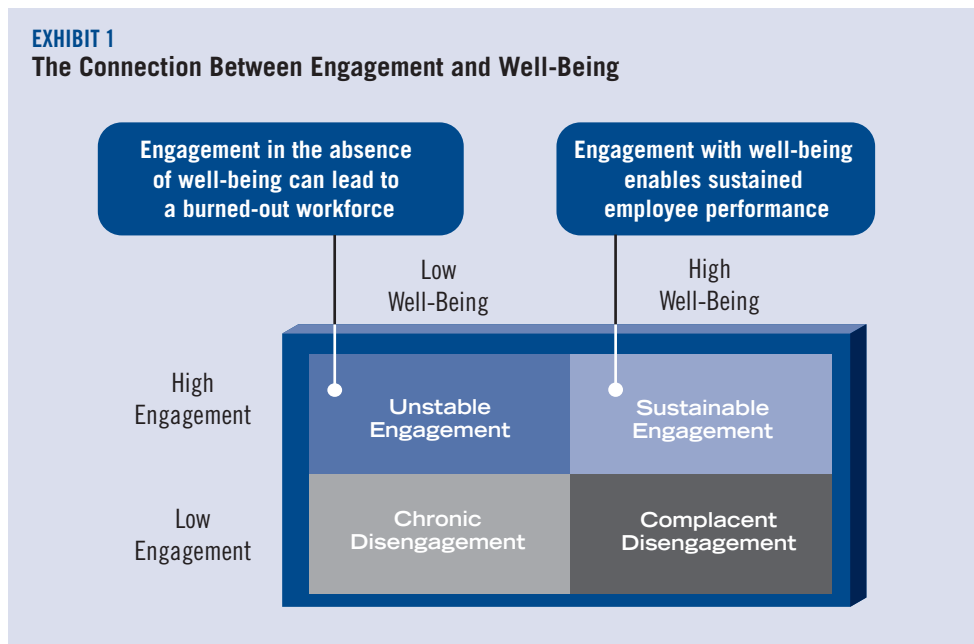 EXHIBIT 1
The Connection Between Engagement and Well-Being
Engagement in the absence
of well-being can lead to
a burned-out workforce
Engagement with well-being
enables sustained
employee performance
Low
Well-Being
High
Well-Being
High
Engagement
Unstable
Engagement
Sustainable
Engagement
Low
Engagement
Chronic
Disengagement
Complacent
Disengagement